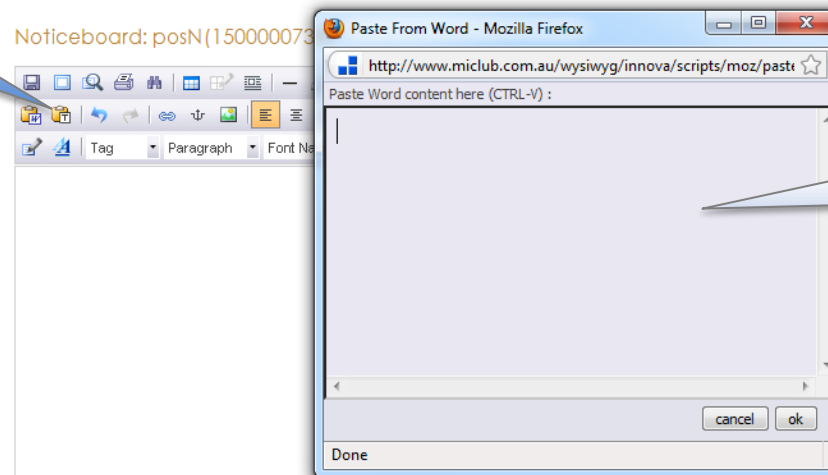 Noticeboard: posN(150000073
Paste From Word - Mozilla Firefox
http://www.miclub.com.au/wysiwyg/innova/scripts/moz/paste
Paste Word content here (CTRL-V) :
Tag Paragraph Font Na
cancel ok
Done